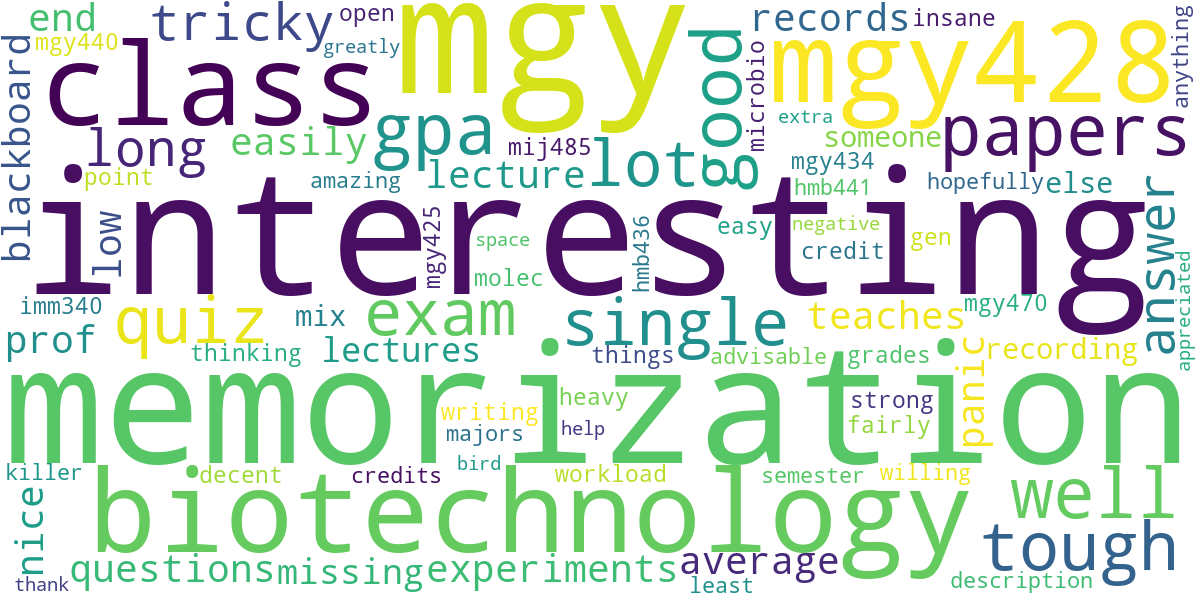 end
tricky
open
mgy
records
insane
mgy440
greatly
anything
class
good
mgy428
blackboard
microbio
long
easily
gpa
mij485
lot
extra
someone
papers
point
amazing
lecture
mgy434
hmb441
hopefully
else
interesting
low
mgy425
space
hmb436
easy
negative
credit
gen
answer
imm340
molec
mgy470
appreciated
quiz
mix
exam
single
teaches
prof
thinking
lectures
things
advisable
grades
panic
recording
memorization
writing
heavy
strong
majors
help
fairly
killer
decent
credits
bird
workload
semester
willing
nice
biotechnology
well
tough
thank
questions
missing
experiments
average
least
description